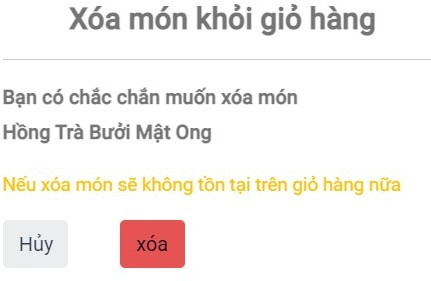 Xóa món khỏi giỏ hàng
Bạn có chắc chắn muốn xóa món
Hồng Trà Bưởi Mật Ong
Nếu xóa món sẽ không tồn tại trên giỏ hàng nữa
Hủy
xóa